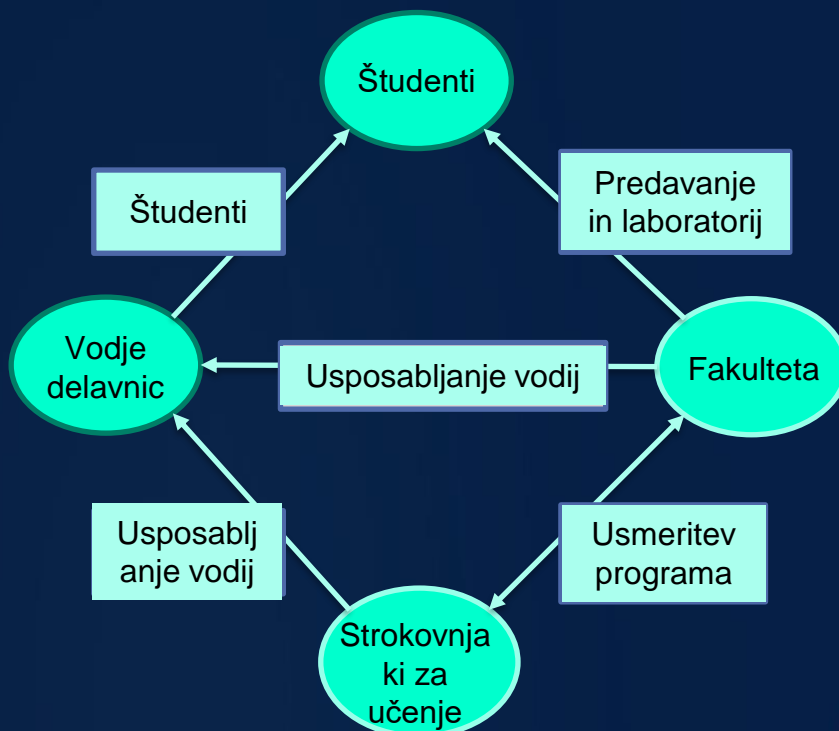 Študenti
Študenti
Predavanje
in laboratorij
Vodje
delavnic
Usposabljanje vodij
Fakulteta
Usposablj
anje vodij
Usmeritev
programa
Strokovnja
ki za
učenje